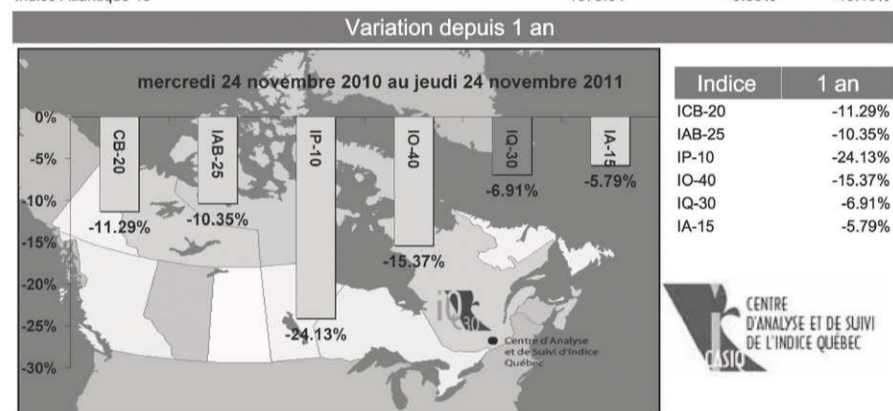 Variation depuis 1 an
mercredi 24 novembre 2010 au jeudi 24 novembre 2011
0%
-5%
-10%
-15%
-20%
-25%
-30%
CB-20
IAB-25
IP-10
IO-40
IQ-30
IA-15
-11.29%
-10.35%
-24.13%
-15.37%
-6.91%
-5.79%
iQ30
Centre d'Analyse
et de Suivi d'Indice
Québec
Indice 1 an
ICB-20 -11.29%
IAB-25 -10.35%
IP-10 -24.13%
IO-40 -15.37%
IQ-30 -6.91%
IA-15 -5.79%
CASIQ
CENTRE
D'ANALYSE ET DE SUIVI
DE L'INDICE QUÉBEC